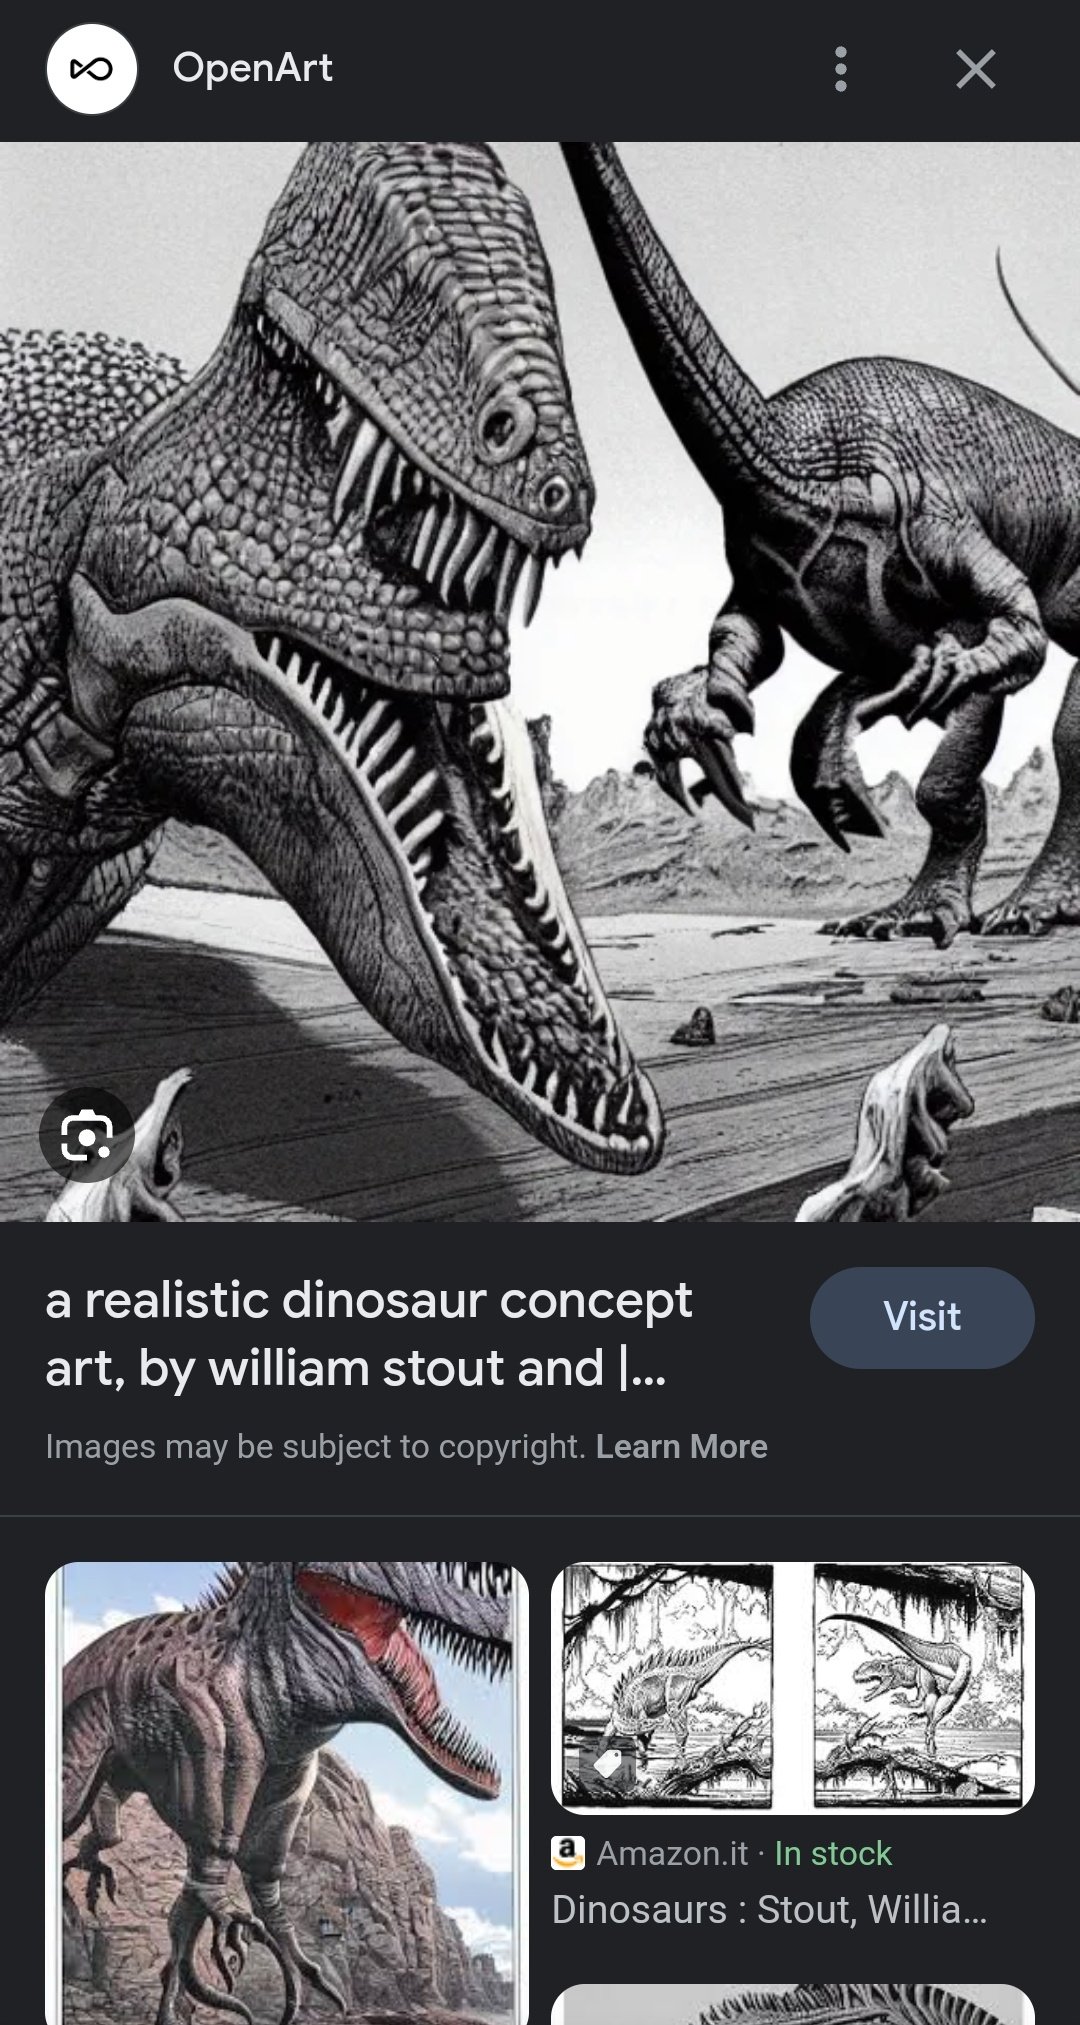 OpenArt
a realistic dinosaur concept
art, by william stout and |...
Visit
Images may be subject to copyright. Learn More
a Amazon.it · In stock
Dinosaurs : Stout, Willia...